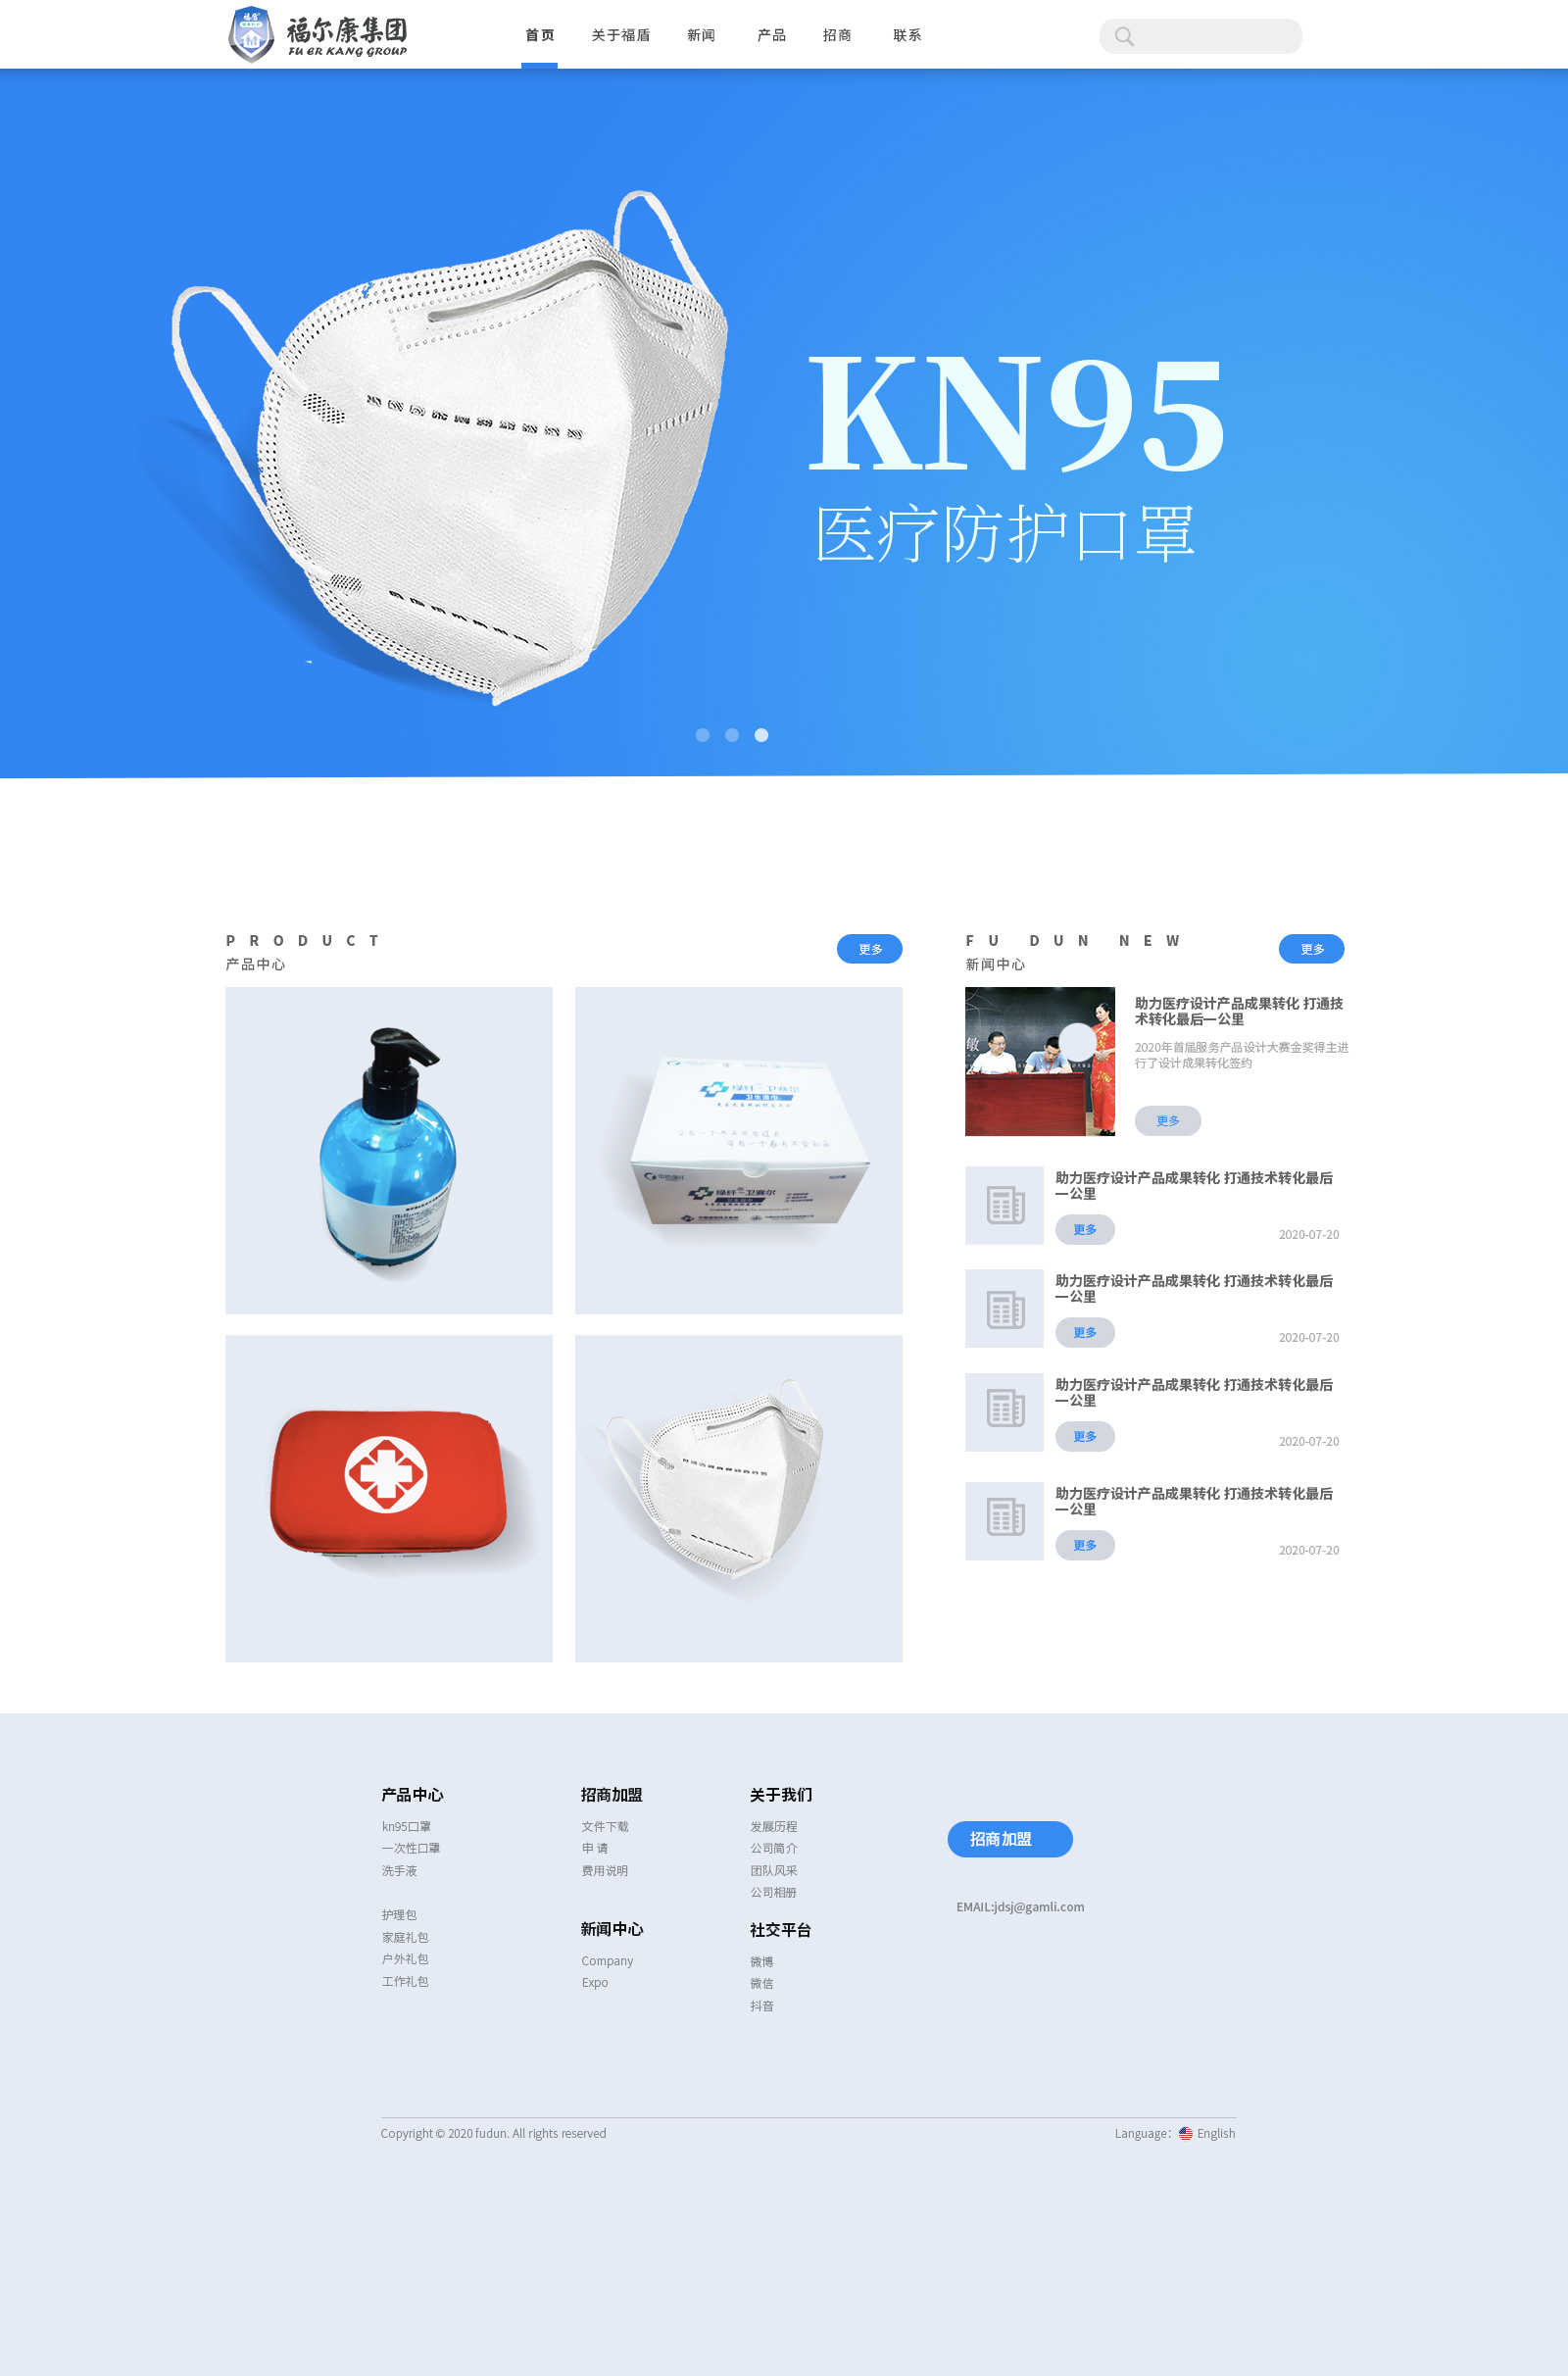 福尔康集团
FU ER KANG GROUP
首页
关于福盾
新闻
产品
招商
联系
KN95
医疗防护口罩
PRODUCT
产品中心
更多
FU DUN NEW
新闻中心
更多
绿纤 卫赛尔
绿纤 卫赛尔
敏
助力医疗设计产品成果转化 打通技
术转化最后一公里
2020年首届服务产品设计大赛金奖得主进
行了设计成果转化签约
更多
助力医疗设计产品成果转化 打通技术转化最后
一公里
更多
2020-07-20
助力医疗设计产品成果转化 打通技术转化最后
一公里
更多
2020-07-20
助力医疗设计产品成果转化 打通技术转化最后
一公里
更多
2020-07-20
助力医疗设计产品成果转化 打通技术转化最后
一公里
更多
2020-07-20
产品中心
kn95口罩
一次性口罩
洗手液
护理包
家庭礼包
户外礼包
工作礼包
招商加盟
文件下载
申 请
费用说明
新闻中心
Company
Expo
关于我们
发展历程
公司简介
团队风采
公司相册
社交平台
微博
微信
抖音
招商加盟
EMAIL:jdsj@gamli.com
Copyright © 2020 fudun. All rights reserved
Language： English